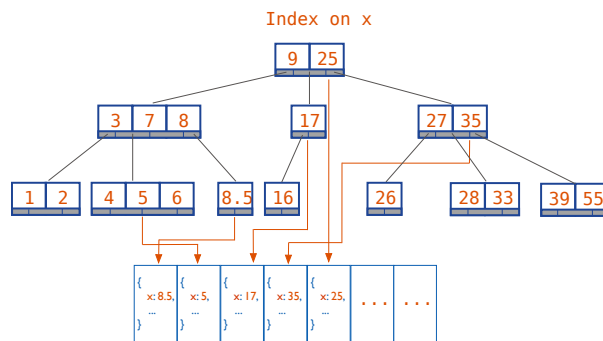 Index on x
9 25
3 7 8 17 27 35
1 2 4 5 6 8.5 16 26 28 33 39 55
{ { { { {
x: 8.5, x: 5, x: 17, x: 35, x: 25, ... ...
... ... ... ... ...
} } } } }